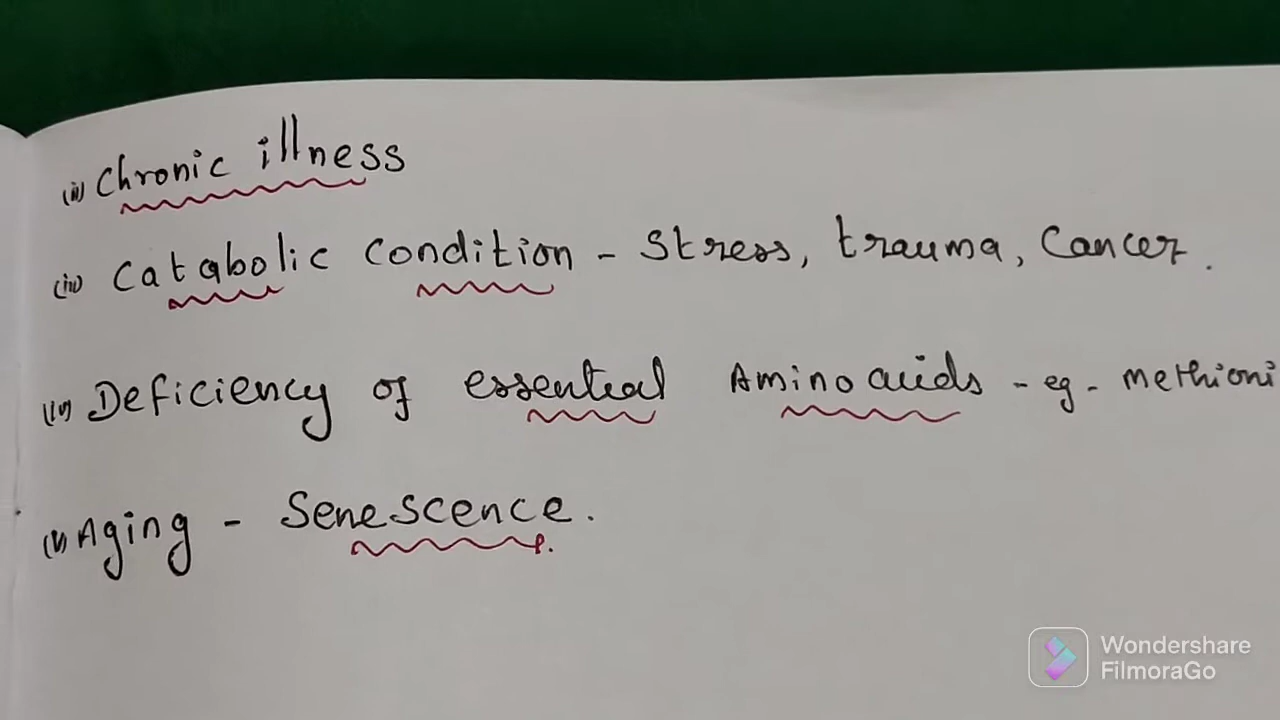 (ii) Chronic illness
(iii) Catabolic condition - Stress, trauma, Cancer.
(iv) Deficiency of essential Amino acids - eg - Methioni
(v) Aging - Senescence.
Wondershare
FilmoraGo